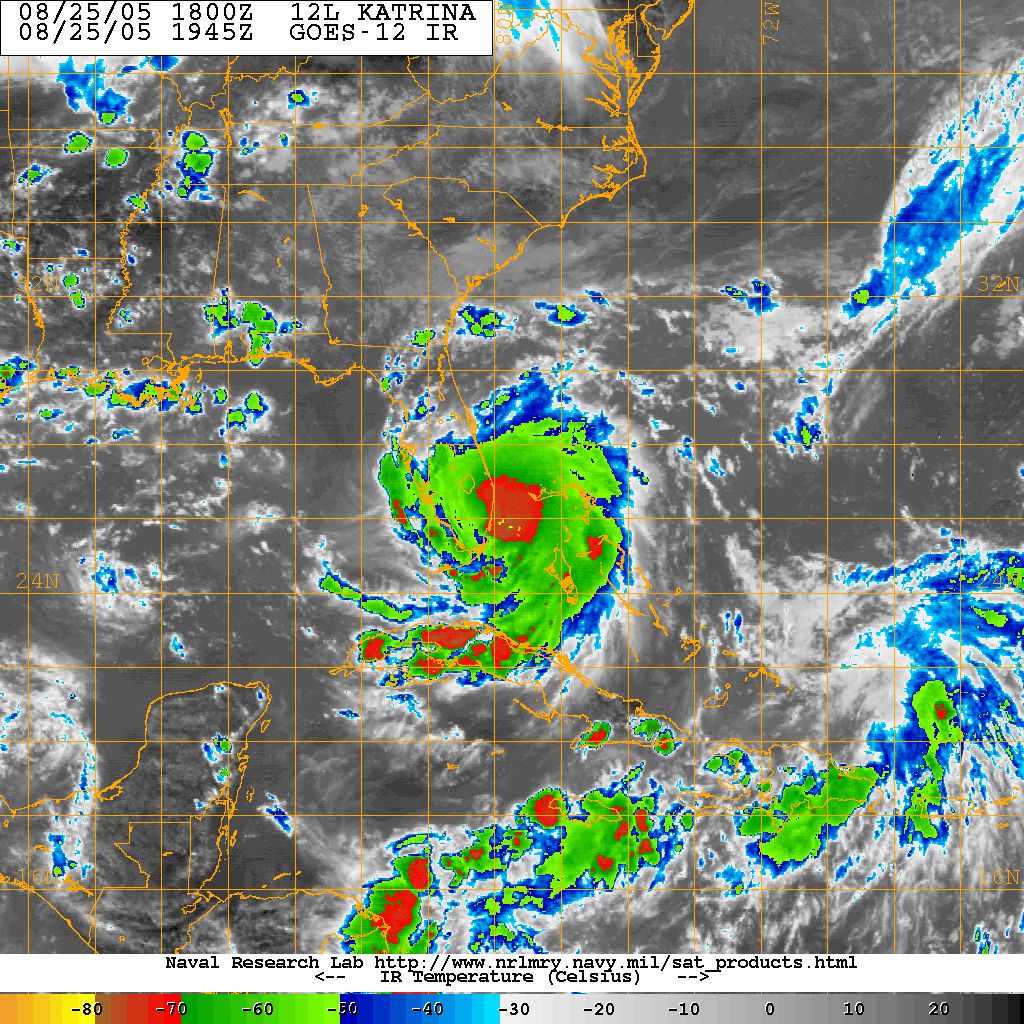 08/25/05 1800Z 12L KATRINA
08/25/05 1945Z GOES-12 IR
80W
72W
32N
32N
24N
24N
16N
16N
Naval Research Lab http://www.nrlmry.navy.mil/sat_products.html
<-- IR Temperature (Celsius) -->
-80 -70 -60 -50 -40 -30 -20 -10 0 10 20